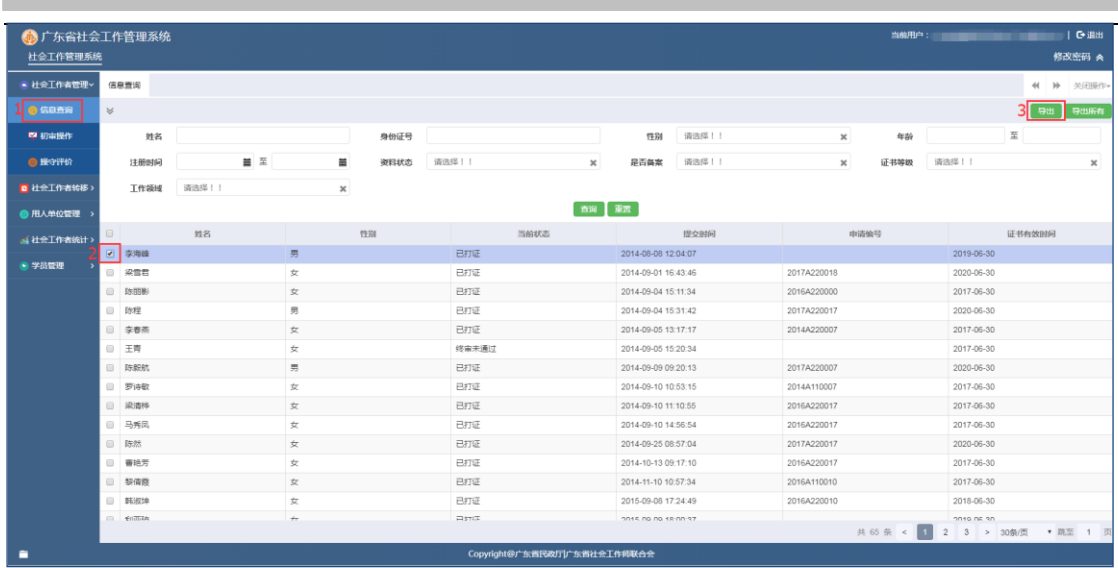 广东省社会工作管理系统
当前用户： | 退出
社会工作管理系统
修改密码
社会工作者管理 信息查询 关闭操作
1 信息查询 3 导出 导出所有
初审操作 姓名 身份证号 性别 请选择！！ 年龄 至
操守评价 注册时间 至 资料状态 请选择！！ 是否备案 请选择！！ 证书等级 请选择！！
社会工作者转移 工作领域 请选择！！
用人单位管理 查询 重置
社会工作者统计 姓名 性别 当前状态 提交时间 申请编号 证书有效时间
2 李海峰 男 已打证 2014-08-08 12:04:07 2019-06-30
学员管理 梁雪君 女 已打证 2014-09-01 16:43:46 2017A220018 2020-06-30
陈丽影 女 已打证 2014-09-04 15:11:34 2016A220000 2017-06-30
陈程 男 已打证 2014-09-04 15:31:42 2017A220017 2020-06-30
李春燕 女 已打证 2014-09-05 13:17:17 2014A220007 2017-06-30
王青 女 终审未通过 2014-09-05 15:20:34 2017-06-30
陈新航 男 已打证 2014-09-09 09:20:13 2017A220007 2020-06-30
罗诗敏 女 已打证 2014-09-10 10:53:15 2014A110007 2017-06-30
梁清桦 女 已打证 2014-09-10 11:10:55 2016A220017 2017-06-30
马秀凤 女 已打证 2014-09-10 14:56:54 2016A220017 2017-06-30
陈然 女 已打证 2014-09-25 08:57:04 2017A220017 2020-06-30
曹艳芳 女 已打证 2014-10-13 09:17:10 2016A220017 2017-06-30
黎倩霞 女 已打证 2014-11-10 10:57:34 2016A110010 2017-06-30
韩淑坤 女 已打证 2015-09-08 17:24:49 2016A220010 2018-06-30
女 已打证 2015-09-09 18:00:37 2019-06-30
共 65 条 < 1 2 3 > 30条/页 跳至 1 页
Copyright@广东省民政厅|广东省社会工作师联合会